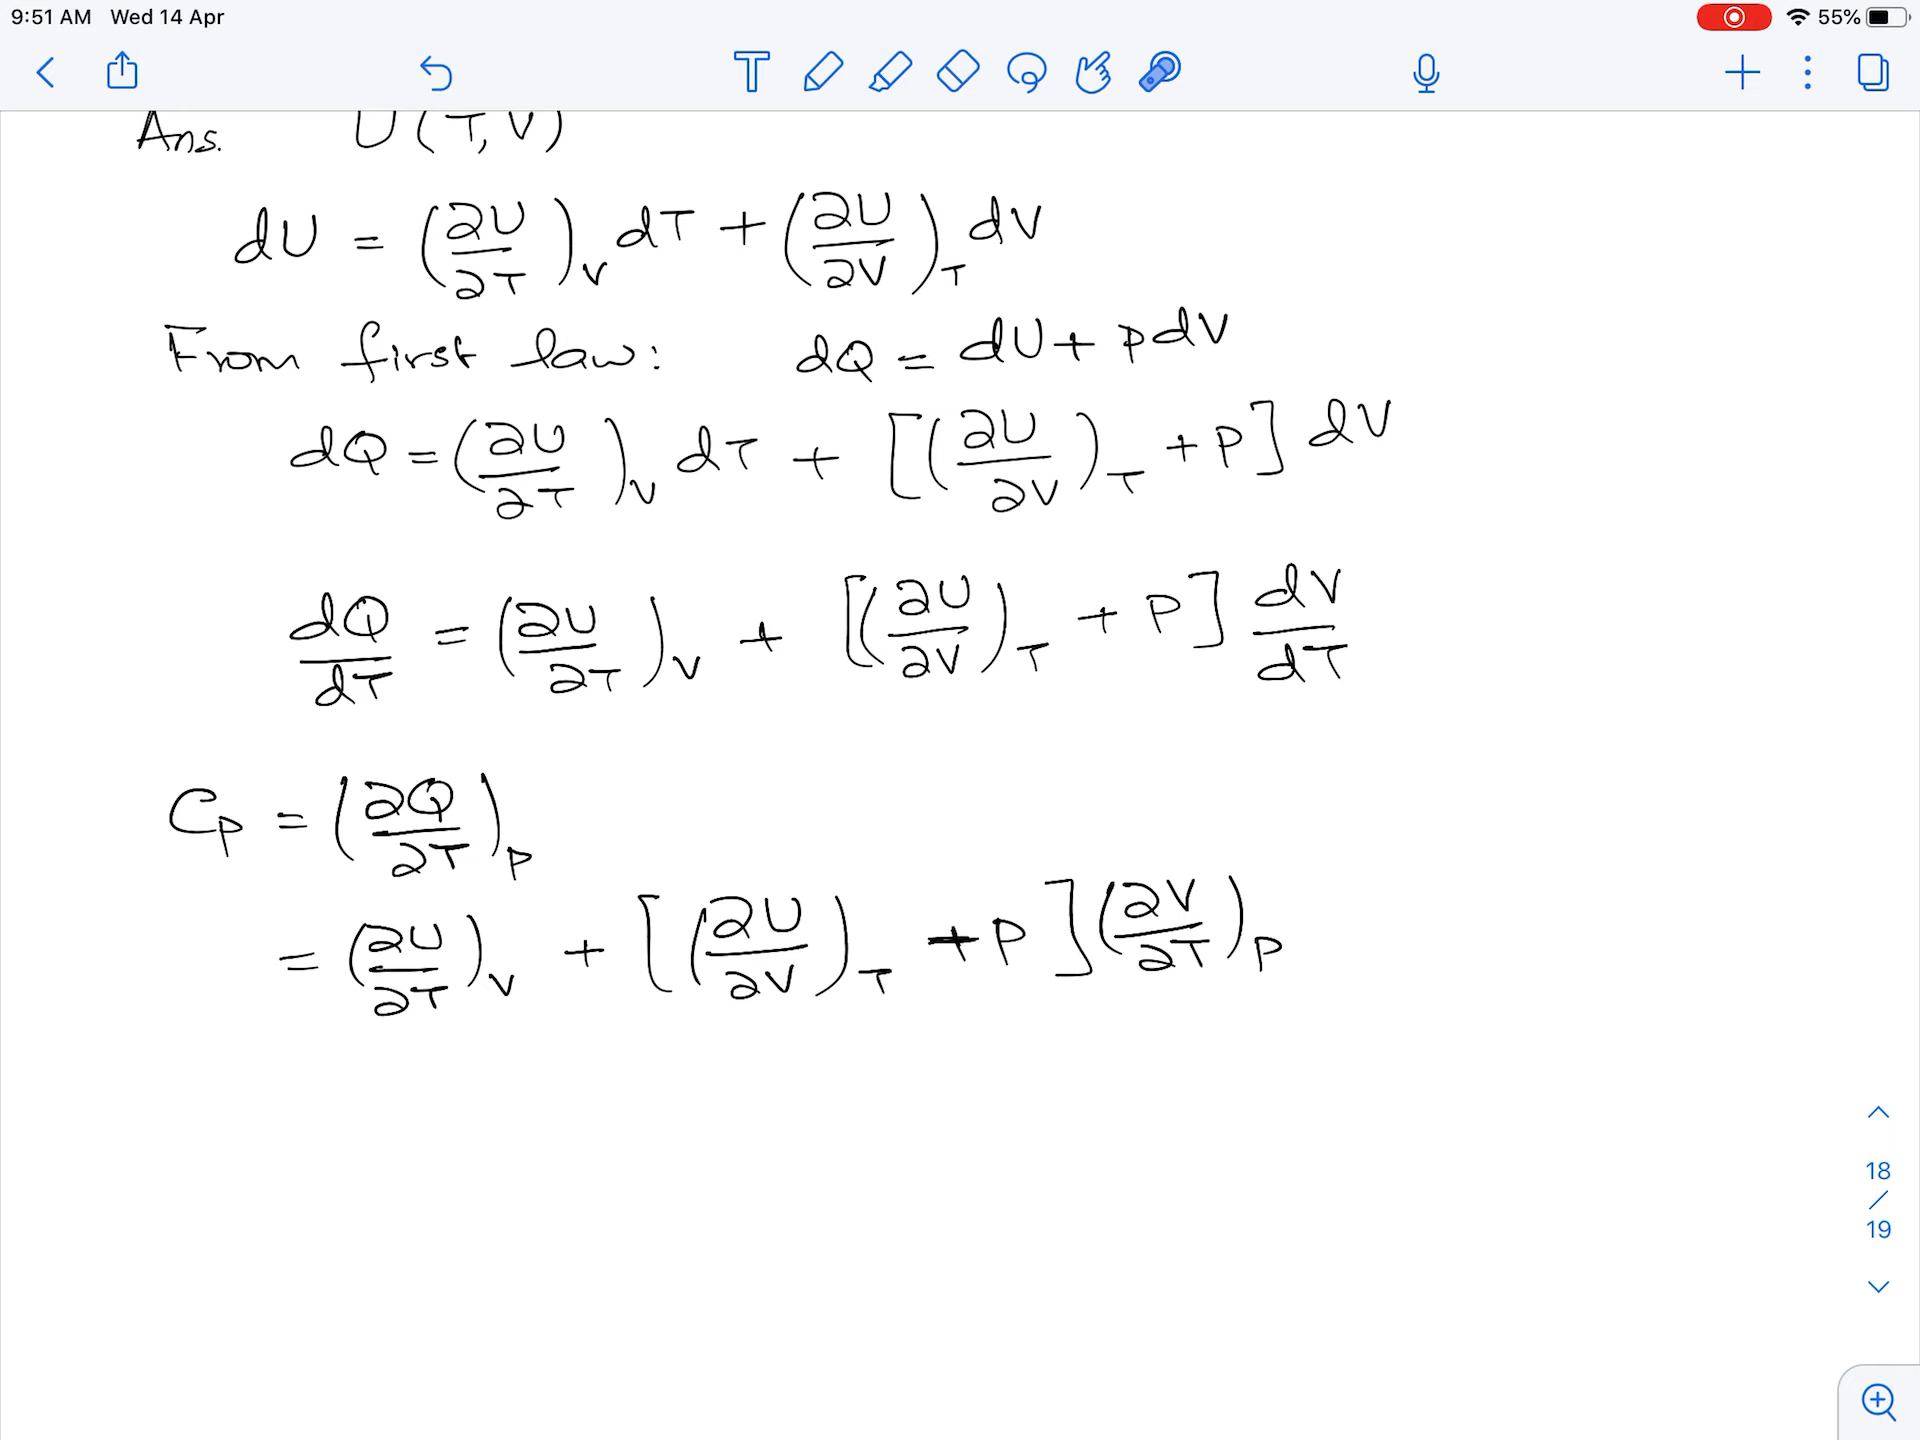 9:51 AM Wed 14 Apr 55%
T
Ans. U(T,V)
dU = (∂U/∂T)_V dT + (∂U/∂V)_T dV
From first law: dQ = dU + pdV
dQ = (∂U/∂T)_V dT + [(∂U/∂V)_T + P] dV
dQ/dT = (∂U/∂T)_V + [(∂U/∂V)_T + P] dV/dT
C_P = (∂Q/∂T)_P
= (∂U/∂T)_V + [(∂U/∂V)_T + P](∂V/∂T)_P
18
/
19